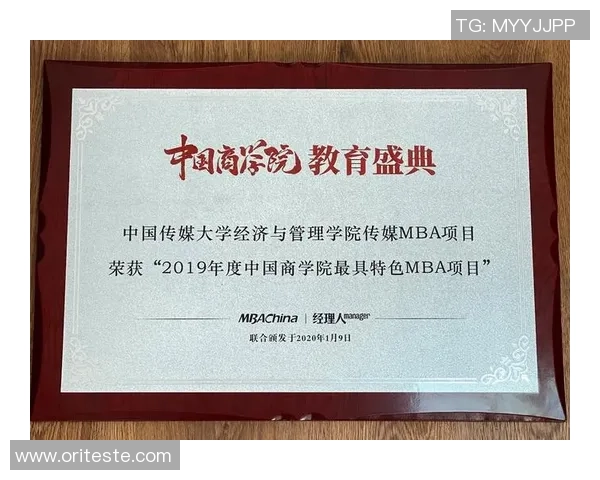 TG: MYYJJPP
中国商学院 教育盛典
中国传媒大学经济与管理学院传媒MBA项目
荣获“2019年度中国商学院最具特色MBA项目”
MBAChina | 经理人manager
联合颁发于2020年1月9日
www.oriteste.com